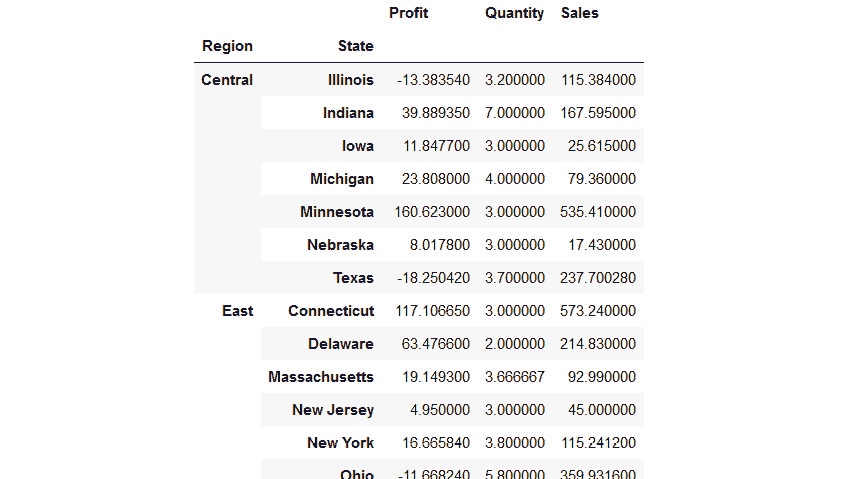 Profit Quantity Sales
Region State
Central Illinois -13.383540 3.200000 115.384000
Indiana 39.889350 7.000000 167.595000
Iowa 11.847700 3.000000 25.615000
Michigan 23.808000 4.000000 79.360000
Minnesota 160.623000 3.000000 535.410000
Nebraska 8.017800 3.000000 17.430000
Texas -18.250420 3.700000 237.700280
East Connecticut 117.106650 3.000000 573.240000
Delaware 63.476600 2.000000 214.830000
Massachusetts 19.149300 3.666667 92.990000
New Jersey 4.950000 3.000000 45.000000
New York 16.665840 3.800000 115.241200
Ohio -11.668240 5.800000 359.931600